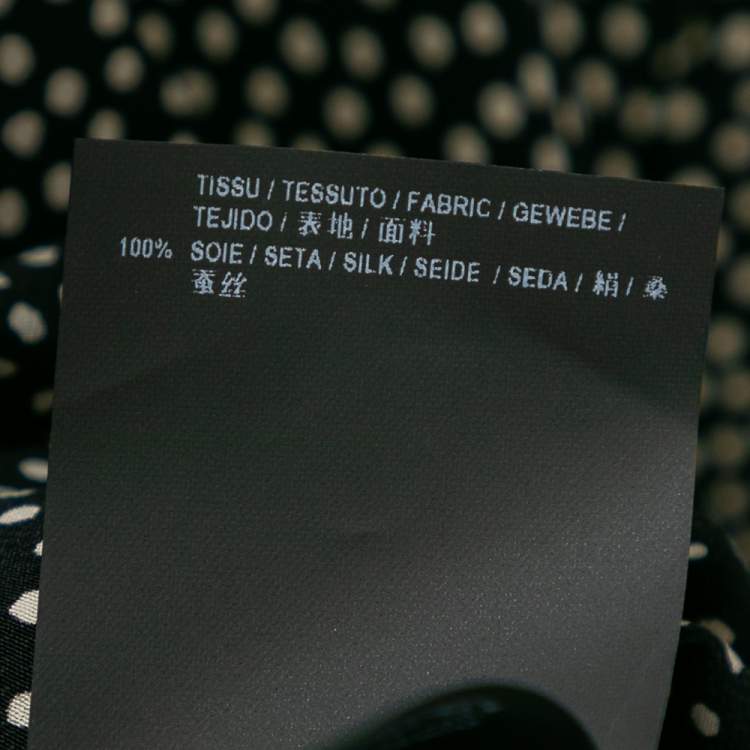 TISSU / TESSUTO / FABRIC / GEWEBE /
TEJIDO / 表地 / 面料
100% SOIE / SETA / SILK / SEIDE / SEDA / 絹 / 桑
蚕丝